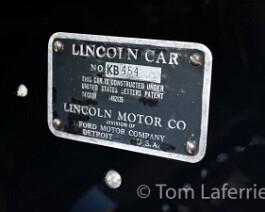 LINCOLN CAR
NO. KB 454
THIS CAR IS CONSTRUCTED UNDER
UNITED STATES LETTERS PATENT
LINCOLN MOTOR CO
DIVISION OF
FORD MOTOR COMPANY
DETROIT U.S.A.
© Tom Laferrie